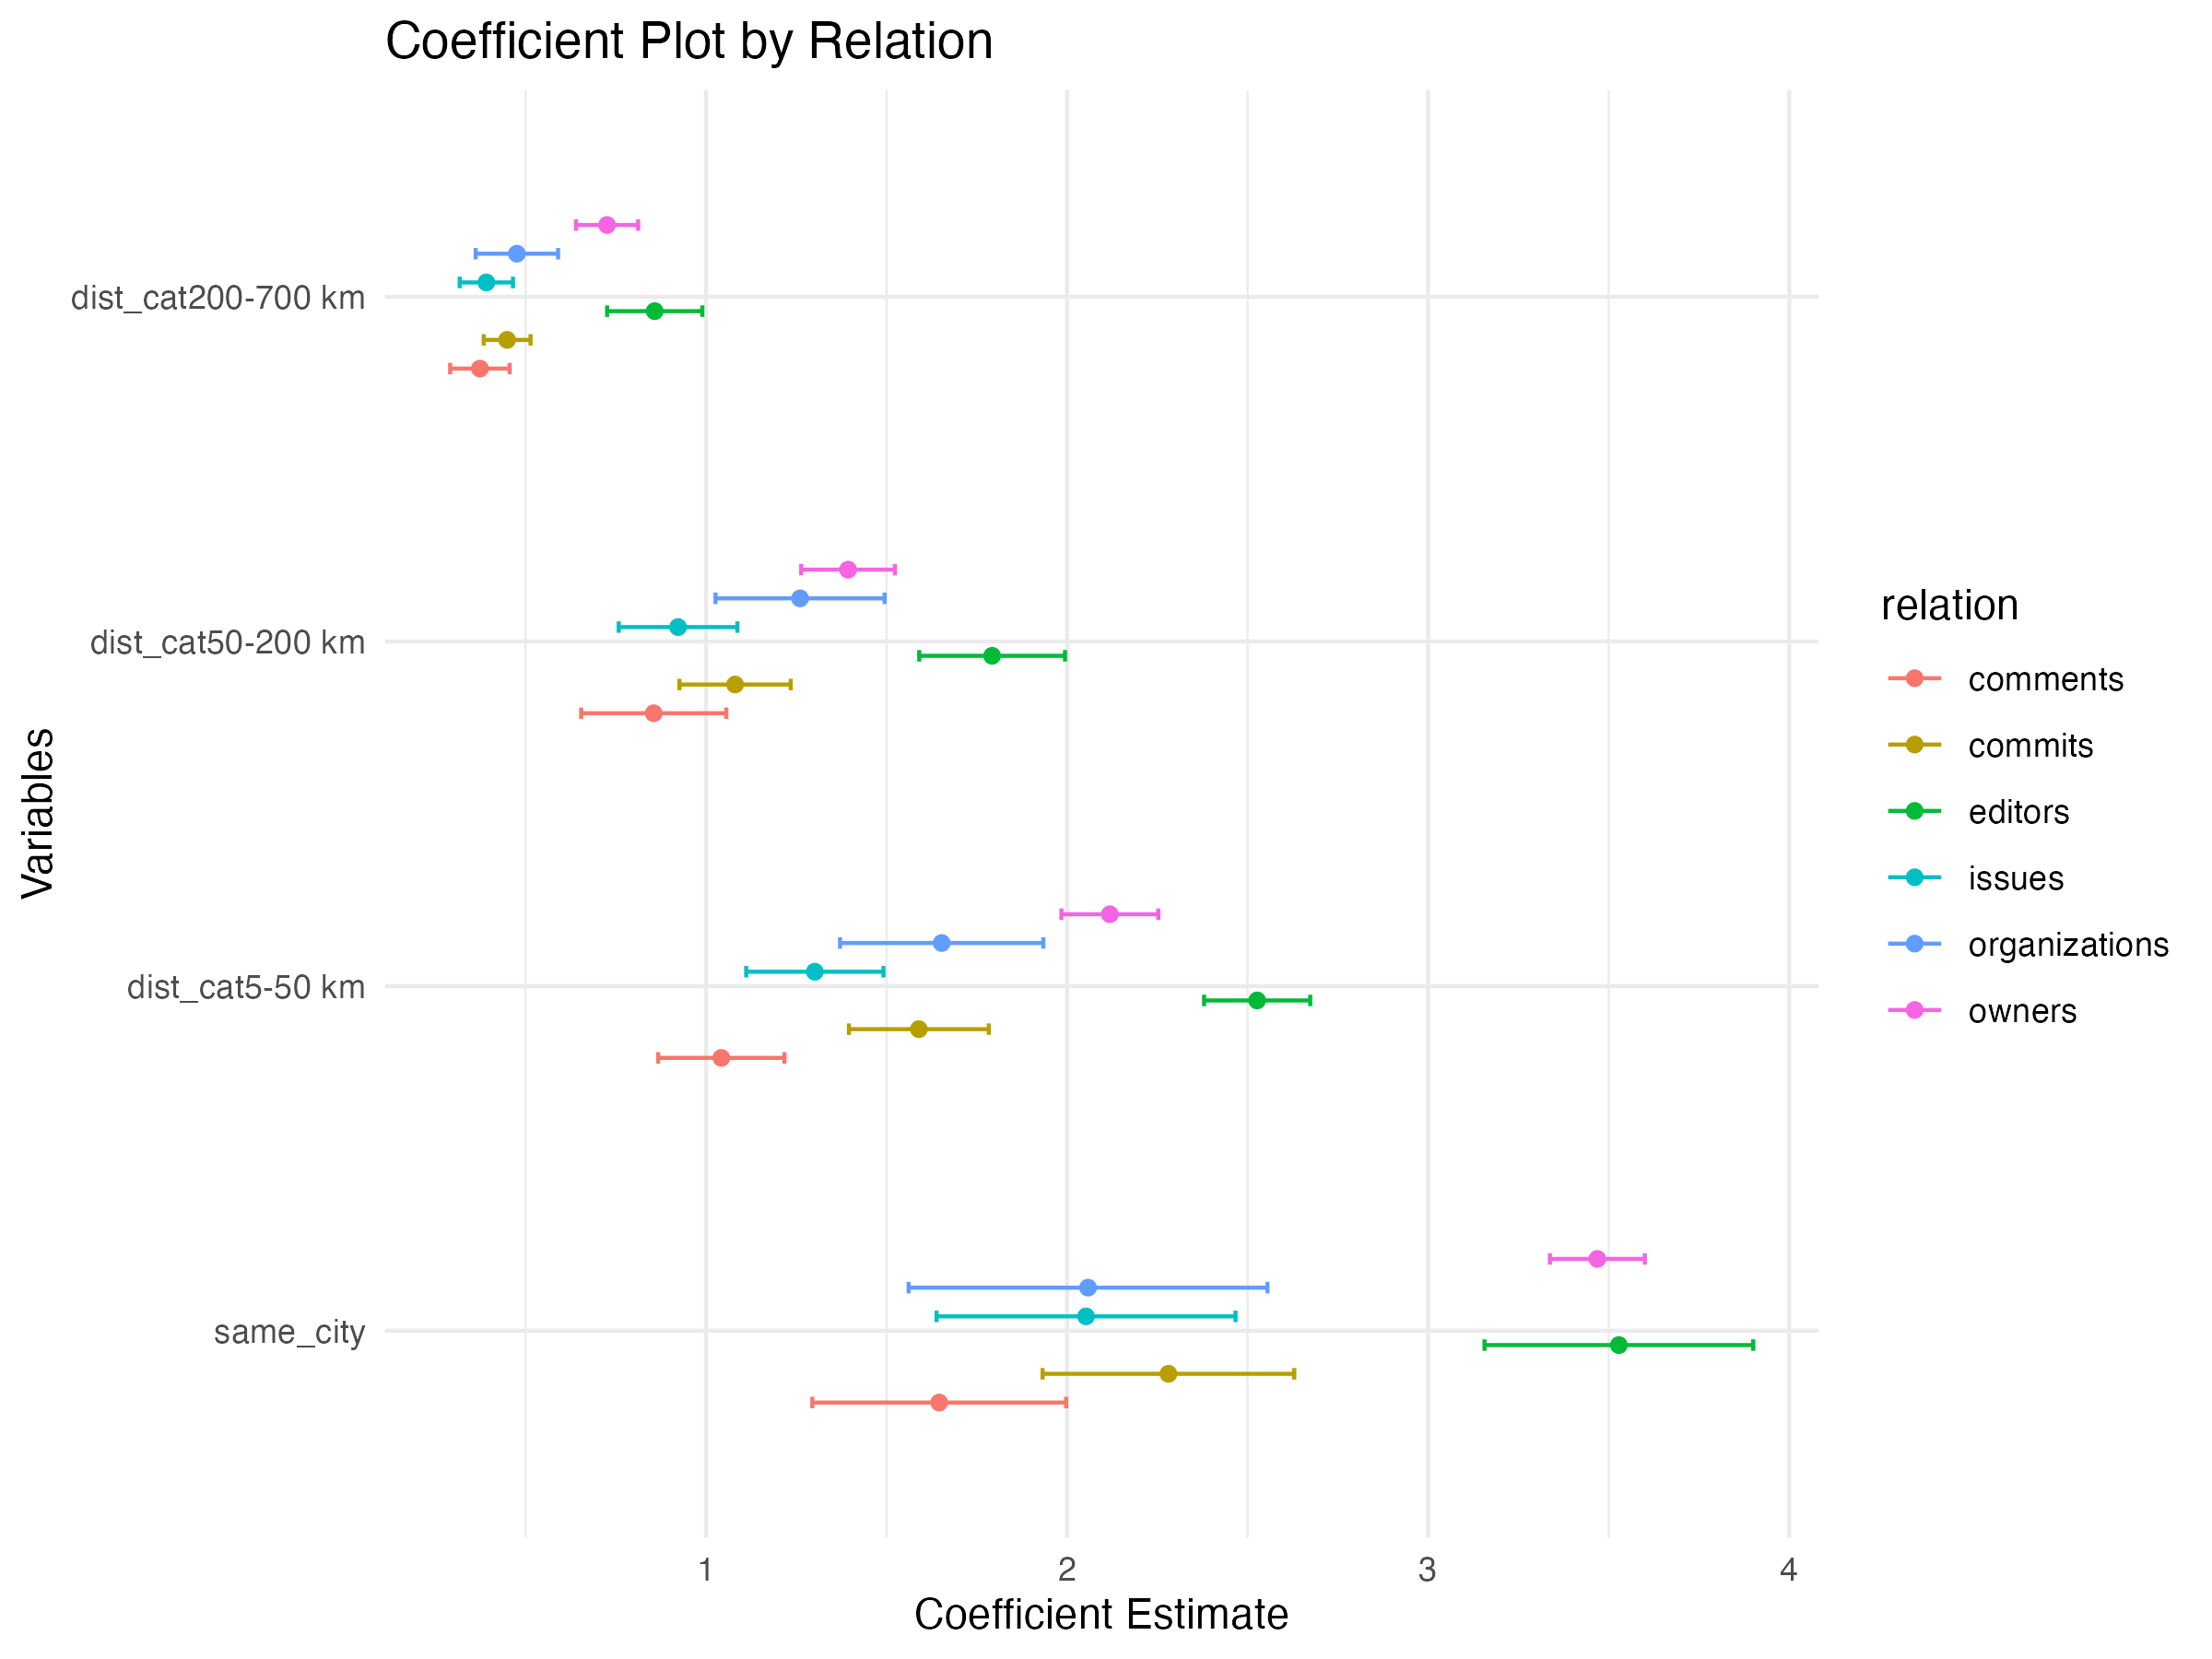 Coefficient Plot by Relation
Variables
dist_cat200-700 km
dist_cat50-200 km
dist_cat5-50 km
same_city
1 2 3 4
Coefficient Estimate
relation
comments
commits
editors
issues
organizations
owners